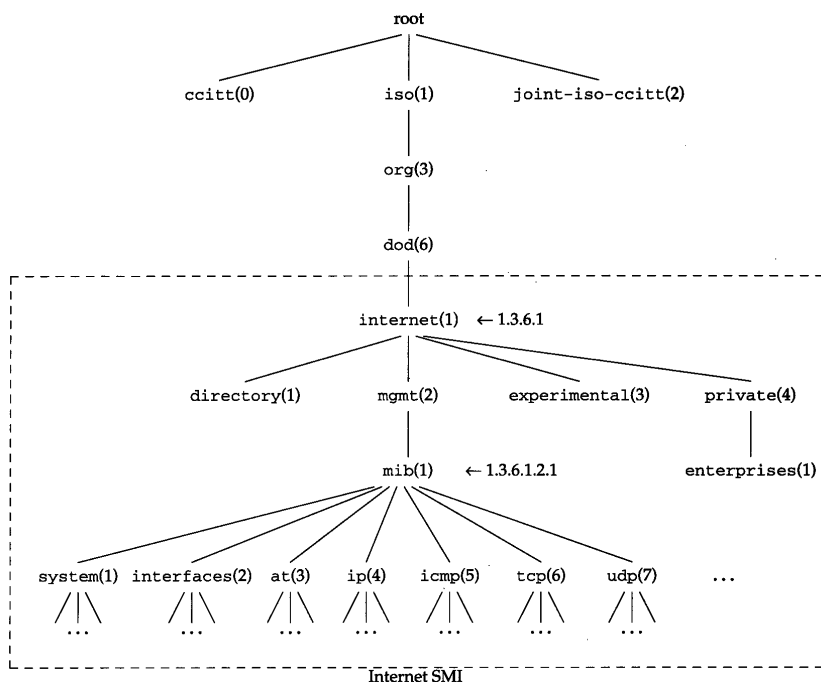 root
ccitt(0) iso(1) joint-iso-ccitt(2)
org(3)
dod(6)
internet(1) ← 1.3.6.1
directory(1) mgmt(2) experimental(3) private(4)
mib(1) ← 1.3.6.1.2.1 enterprises(1)
system(1) interfaces(2) at(3) ip(4) icmp(5) tcp(6) udp(7) ...
... ... ... ... ... ... ...
Internet SMI